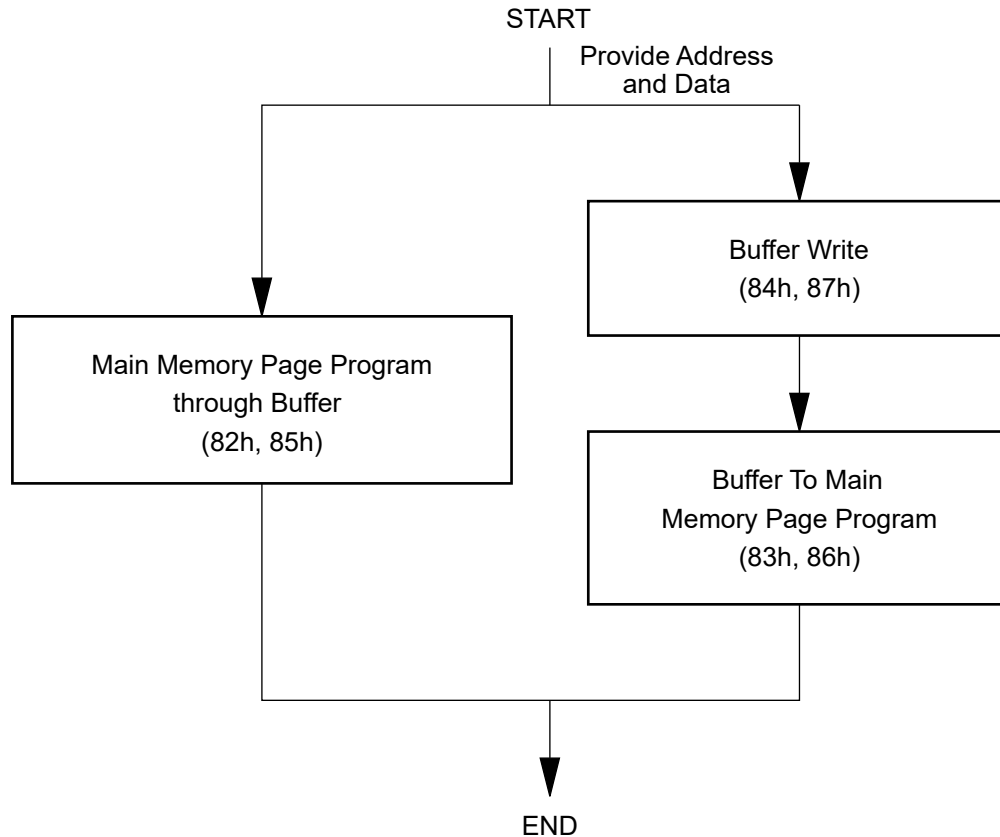 START
Provide Address
and Data
Buffer Write
(84h, 87h)
Main Memory Page Program
through Buffer
(82h, 85h)
Buffer To Main
Memory Page Program
(83h, 86h)
END